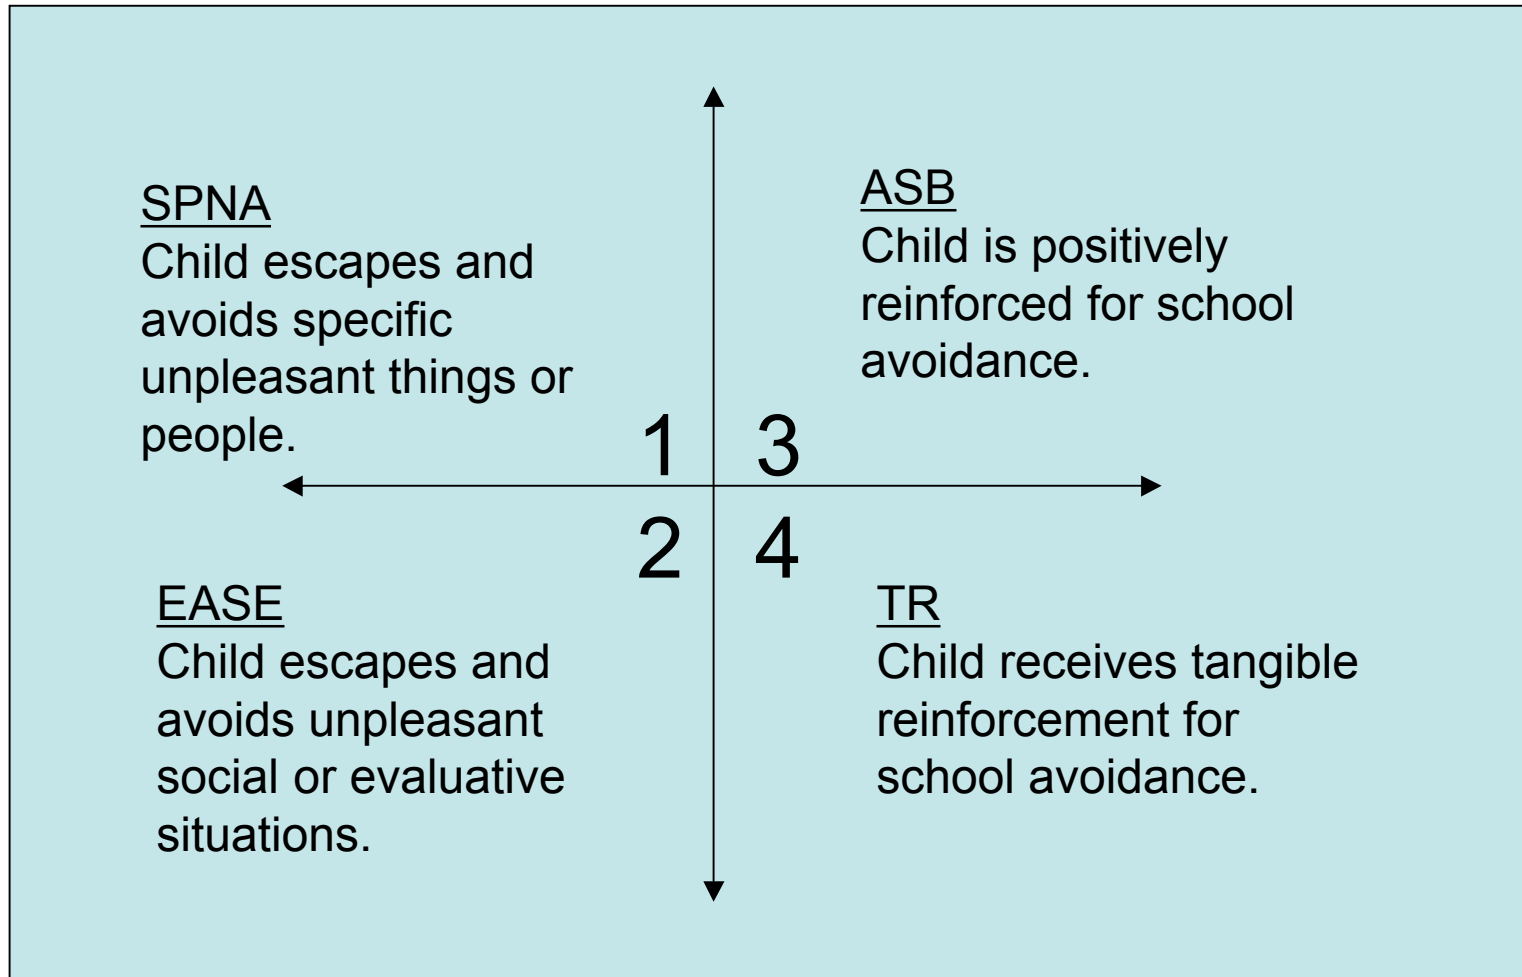 SPNA
Child escapes and
avoids specific
unpleasant things or
people.
1
ASB
Child is positively
reinforced for school
avoidance.
3
EASE
Child escapes and
avoids unpleasant
social or evaluative
situations.
2
TR
Child receives tangible
reinforcement for
school avoidance.
4